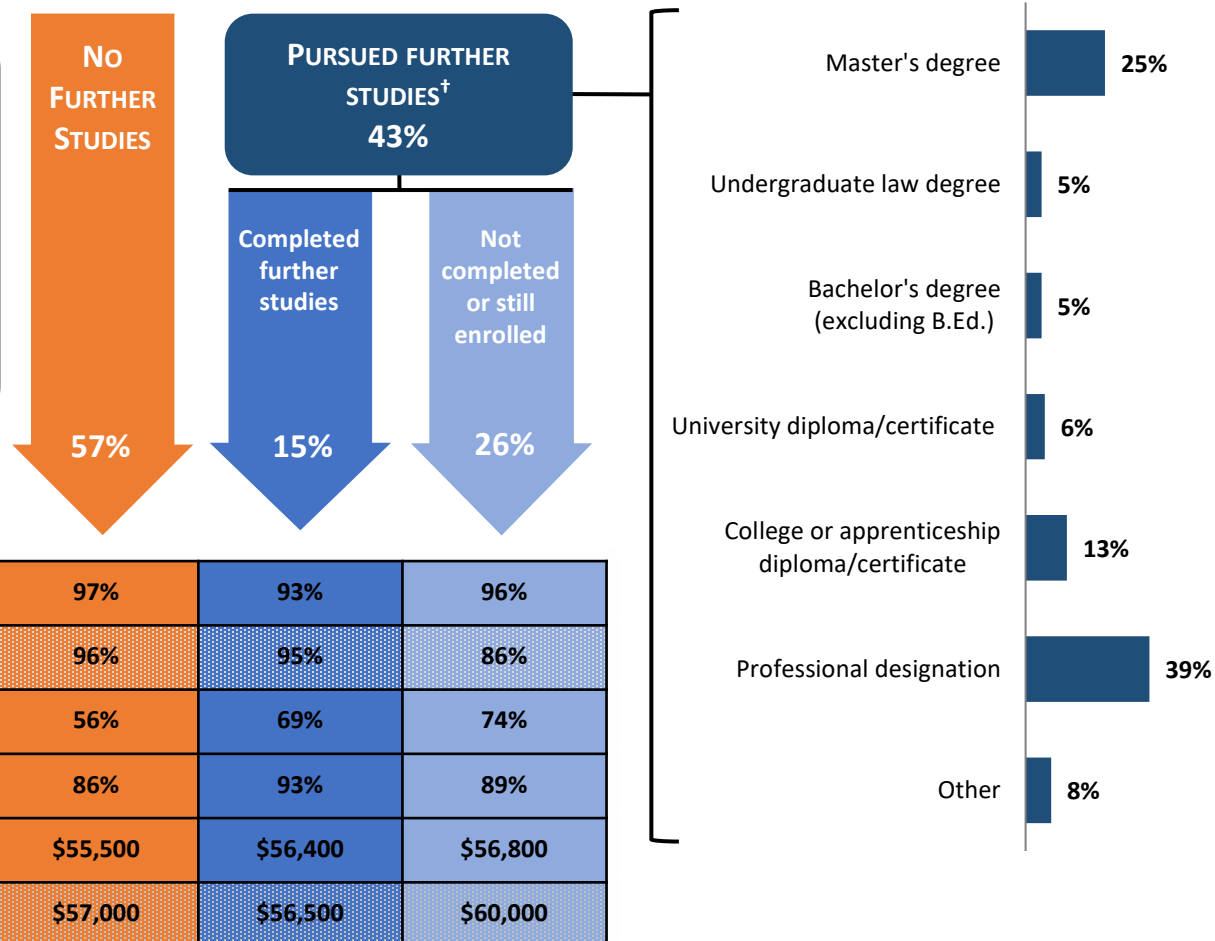 NO
FURTHER
STUDIES
57%
PURSUED FURTHER
STUDIES†
43%
Completed
further
studies
15%
Not
completed
or still
enrolled
26%
97% 93% 96%
96% 95% 86%
56% 69% 74%
86% 93% 89%
$55,500 $56,400 $56,800
$57,000 $56,500 $60,000
Master's degree 25%
Undergraduate law degree 5%
Bachelor's degree
(excluding B.Ed.) 5%
University diploma/certificate 6%
College or apprenticeship
diploma/certificate 13%
Professional designation 39%
Other 8%